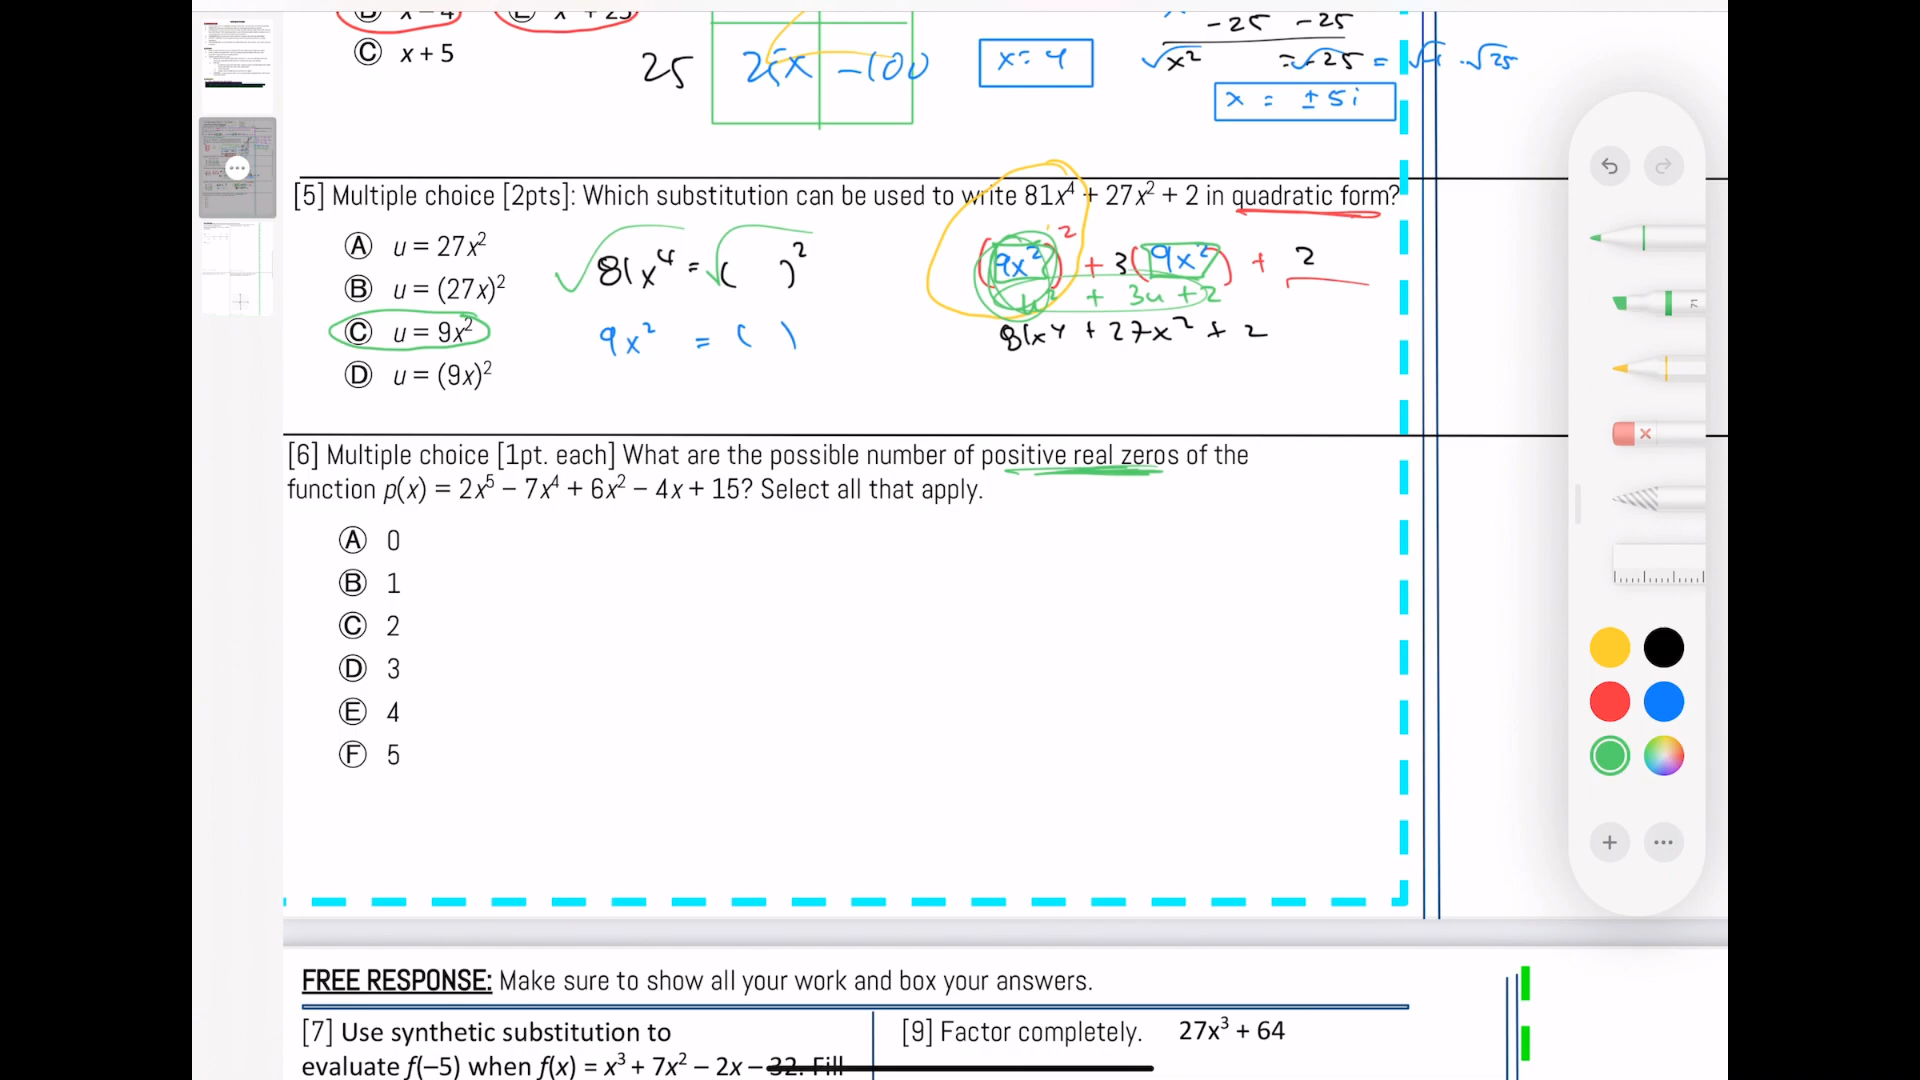 Ⓑ x − 4 Ⓔ x + 25
Ⓒ x + 5
25 25x −100
x = 4
−25 −25
√x² = √−25 = √−1 · √25
x = ± 5i
[5] Multiple choice [2pts]: Which substitution can be used to write 81x⁴ + 27x² + 2 in quadratic form?
Ⓐ u = 27x²
Ⓑ u = (27x)²
Ⓒ u = 9x²
Ⓓ u = (9x)²
√81x⁴ = √( )²
9x² = ( )
(9x²)² + 3(9x²) + 2
u² + 3u + 2
81x⁴ + 27x² + 2
[6] Multiple choice [1pt. each] What are the possible number of positive real zeros of the
function p(x) = 2x⁵ − 7x⁴ + 6x² − 4x + 15? Select all that apply.
Ⓐ 0
Ⓑ 1
Ⓒ 2
Ⓓ 3
Ⓔ 4
Ⓕ 5
71
FREE RESPONSE: Make sure to show all your work and box your answers.
[7] Use synthetic substitution to
evaluate f(−5) when f(x) = x³ + 7x² − 2x − 32. Fill
[9] Factor completely. 27x³ + 64